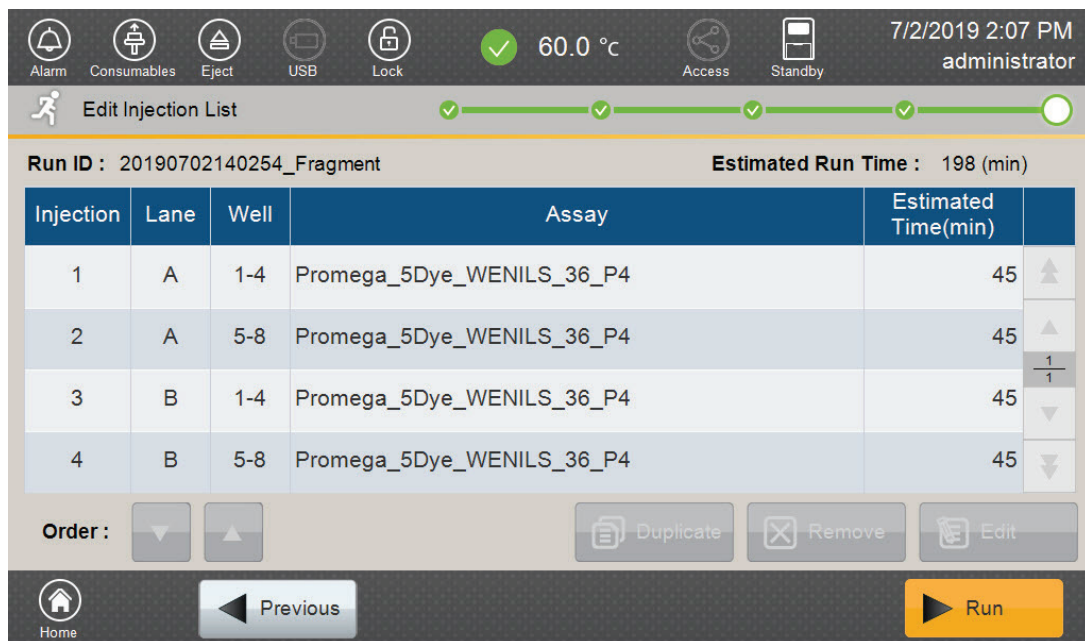 7/2/2019 2:07 PM
60.0 °c
administrator
Alarm Consumables Eject USB Lock Access Standby
Edit Injection List
Run ID : 20190702140254_Fragment Estimated Run Time : 198 (min)
Injection Lane Well Assay Estimated Time(min)
1 A 1-4 Promega_5Dye_WENILS_36_P4 45
2 A 5-8 Promega_5Dye_WENILS_36_P4 45
1
1
3 B 1-4 Promega_5Dye_WENILS_36_P4 45
4 B 5-8 Promega_5Dye_WENILS_36_P4 45
Order : Duplicate Remove Edit
Previous Run
Home